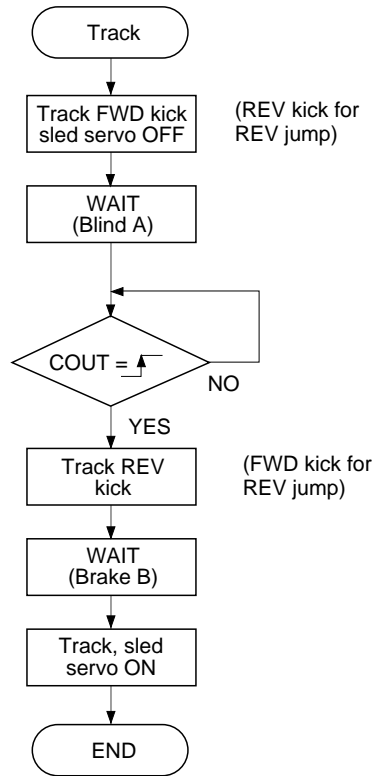 Track
Track FWD kick
sled servo OFF
(REV kick for
REV jump)
WAIT
(Blind A)
COUT =
NO
YES
Track REV
kick
(FWD kick for
REV jump)
WAIT
(Brake B)
Track, sled
servo ON
END